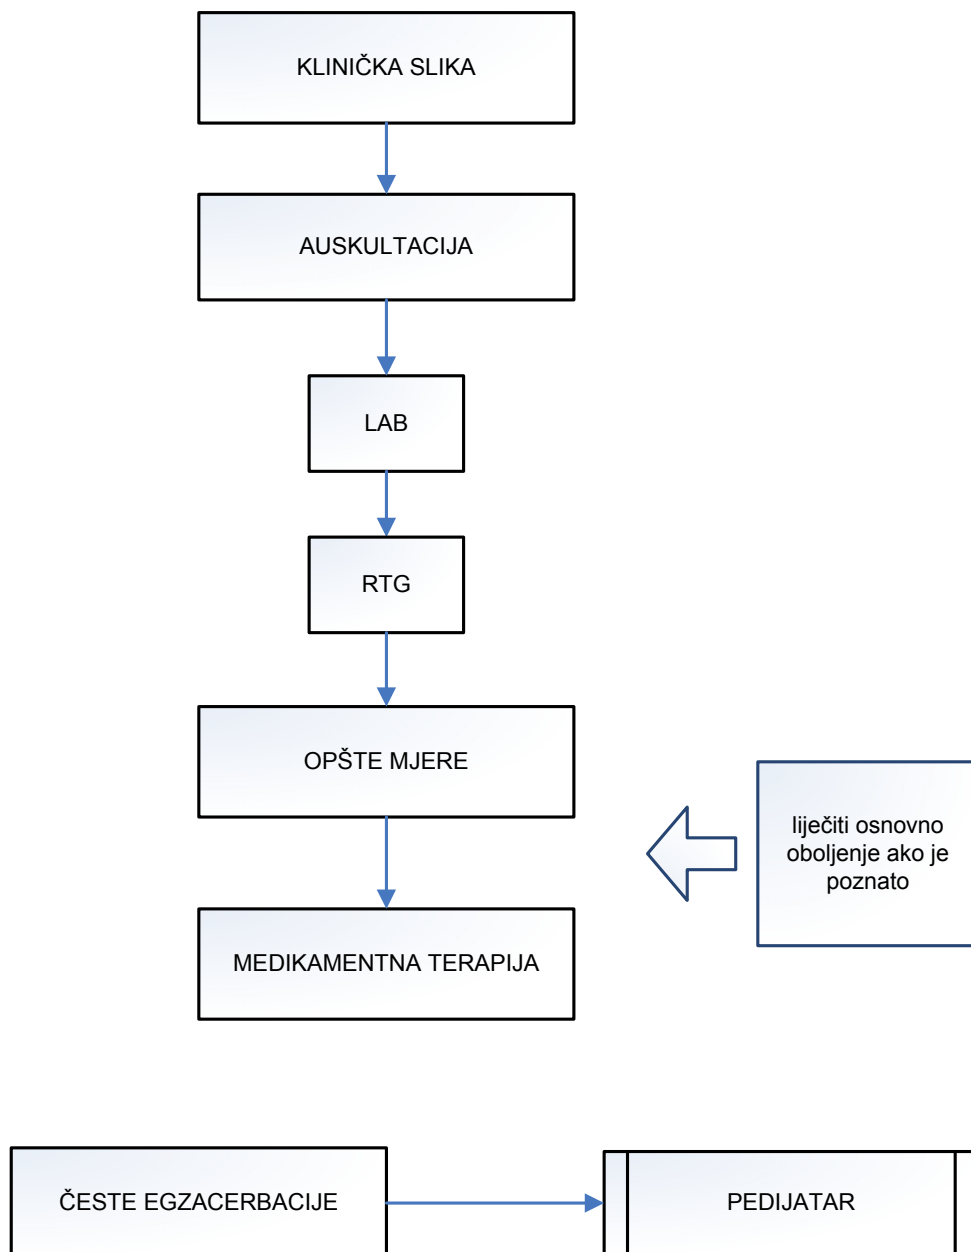 KLINIČKA SLIKA
AUSKULTACIJA
LAB
RTG
OPŠTE MJERE
liječiti osnovno
oboljenje ako je
poznato
MEDIKAMENTNA TERAPIJA
ČESTE EGZACERBACIJE
PEDIJATAR